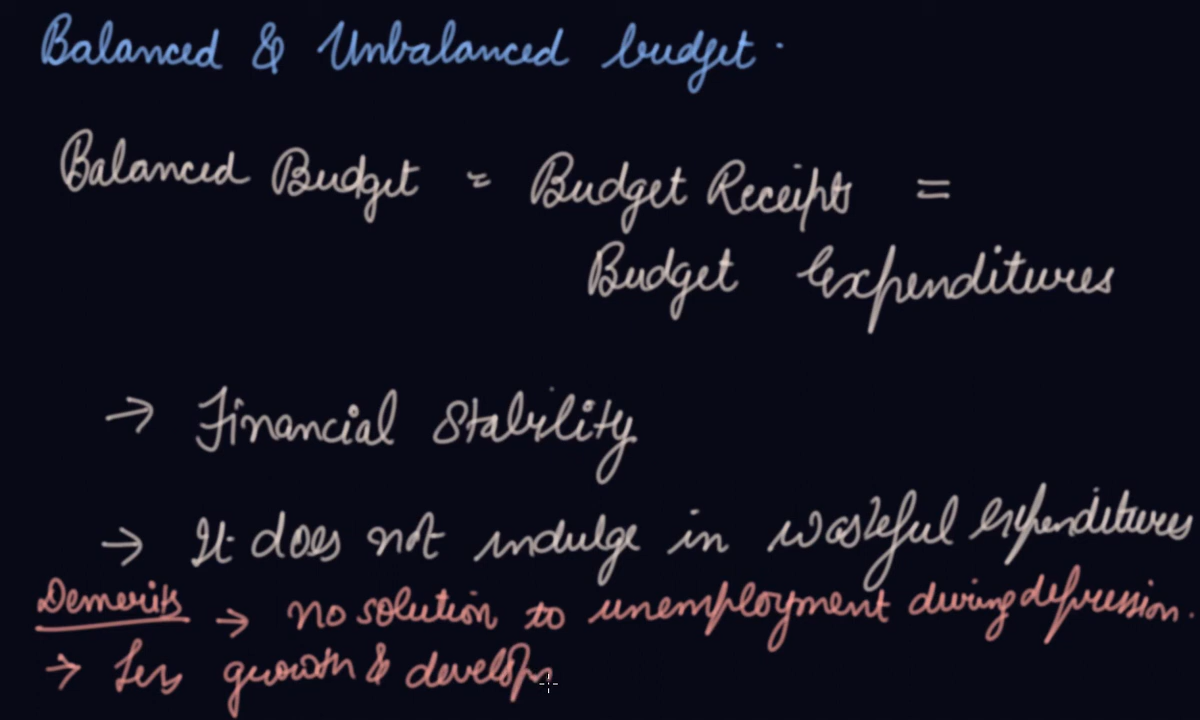 Balanced & Unbalanced budget.
Balanced Budget = Budget Receipts =
Budget Expenditures
→ Financial Stability
→ It does not indulge in wasteful expenditures
Demerits → no solution to unemployment during depression.
→ Less growth & develop